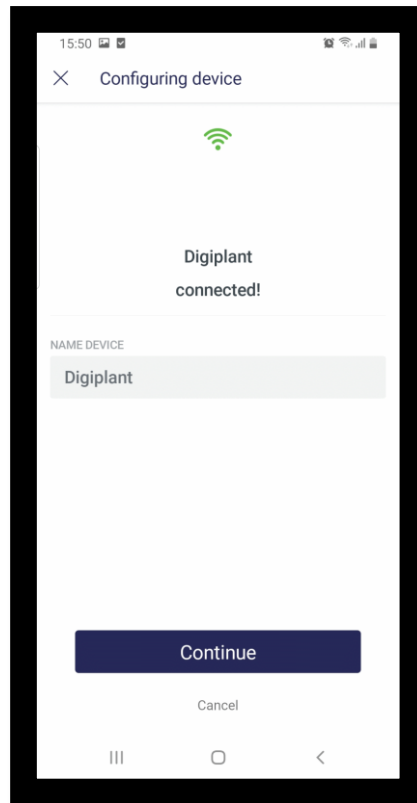 15:50
Configuring device
Digiplant
connected!
NAME DEVICE
Digiplant
Continue
Cancel